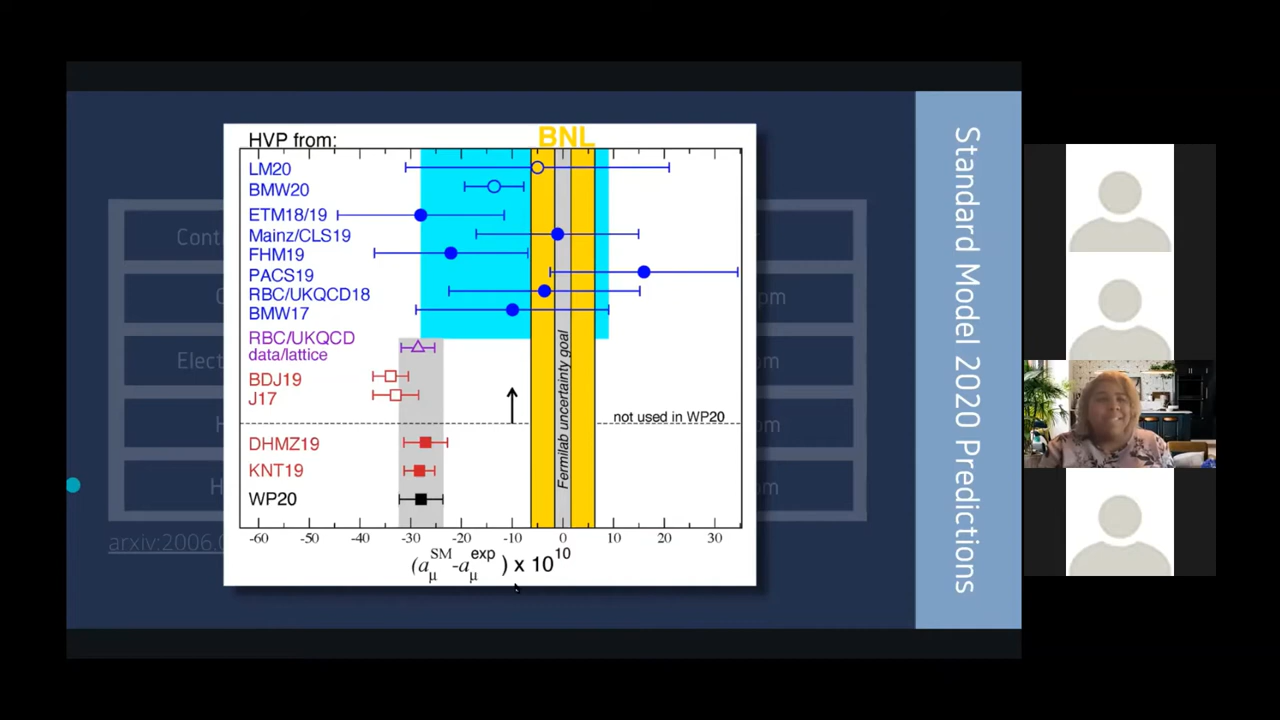 HVP from:
BNL
LM20
BMW20
ETM18/19
Mainz/CLS19
FHM19
PACS19
RBC/UKQCD18
BMW17
RBC/UKQCD
data/lattice
BDJ19
J17
not used in WP20
DHMZ19
KNT19
WP20
Fermilab uncertainty goal
-60 -50 -40 -30 -20 -10 0 10 20 30
(aμ^SM-aμ^exp) x 10^10
Standard Model 2020 Predictions